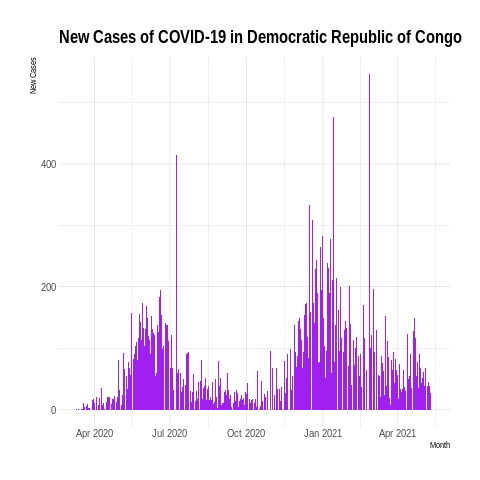 New Cases of COVID-19 in Democratic Republic of Congo
New Cases
400
200
0
Apr 2020 Jul 2020 Oct 2020 Jan 2021 Apr 2021
Month